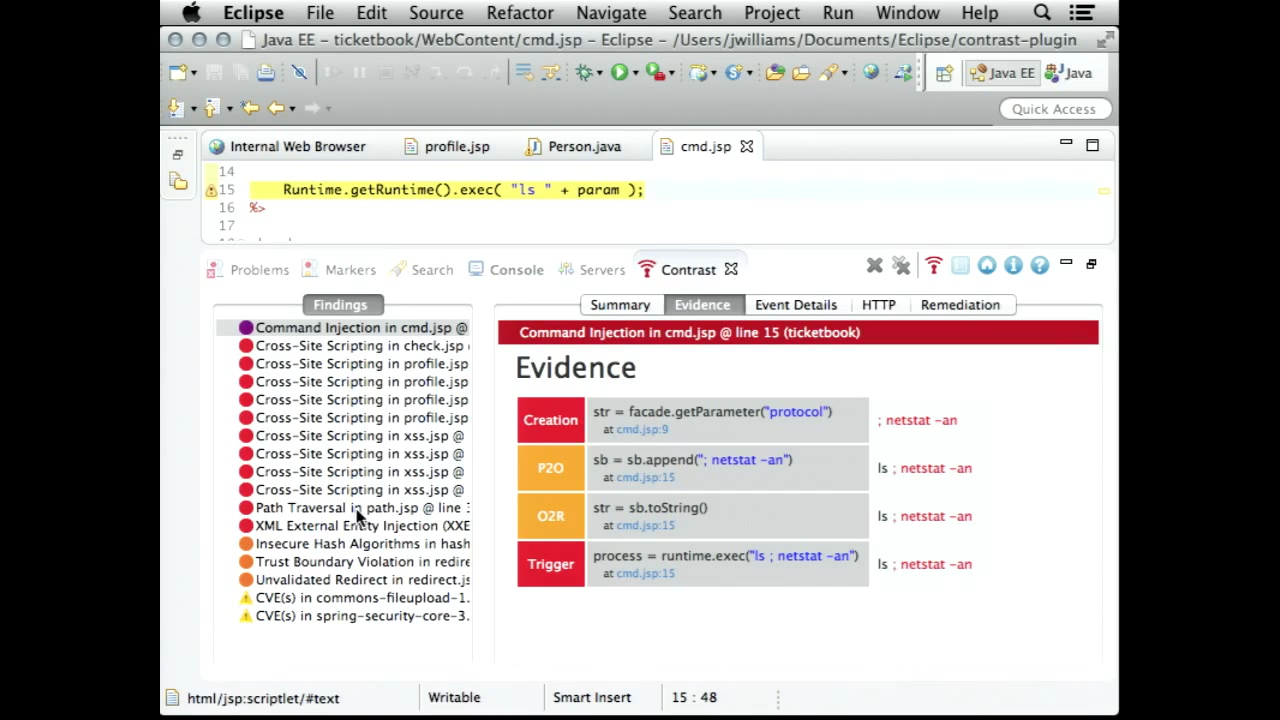 Eclipse File Edit Source Refactor Navigate Search Project Run Window Help
Java EE – ticketbook/WebContent/cmd.jsp – Eclipse – /Users/jwilliams/Documents/Eclipse/contrast-plugin
Java EE Java
Quick Access
Internal Web Browser profile.jsp Person.java cmd.jsp
14
15 Runtime.getRuntime().exec( "ls " + param );
16 %>
17
Problems Markers Search Console Servers Contrast
Findings
Command Injection in cmd.jsp @
Cross-Site Scripting in check.jsp
Cross-Site Scripting in profile.jsp
Cross-Site Scripting in profile.jsp
Cross-Site Scripting in profile.jsp
Cross-Site Scripting in profile.jsp
Cross-Site Scripting in xss.jsp @
Cross-Site Scripting in xss.jsp @
Cross-Site Scripting in xss.jsp @
Cross-Site Scripting in xss.jsp @
Path Traversal in path.jsp @ line
XML External Entity Injection (XXE
Insecure Hash Algorithms in hash
Trust Boundary Violation in redire
Unvalidated Redirect in redirect.js
CVE(s) in commons-fileupload-1.
CVE(s) in spring-security-core-3.
Summary Evidence Event Details HTTP Remediation
Command Injection in cmd.jsp @ line 15 (ticketbook)
Evidence
Creation str = facade.getParameter("protocol") ; netstat -an
at cmd.jsp:9
P2O sb = sb.append("; netstat -an") ls ; netstat -an
at cmd.jsp:15
O2R str = sb.toString() ls ; netstat -an
at cmd.jsp:15
Trigger process = runtime.exec("ls ; netstat -an") ls ; netstat -an
at cmd.jsp:15
html/jsp:scriptlet/#text Writable Smart Insert 15 : 48